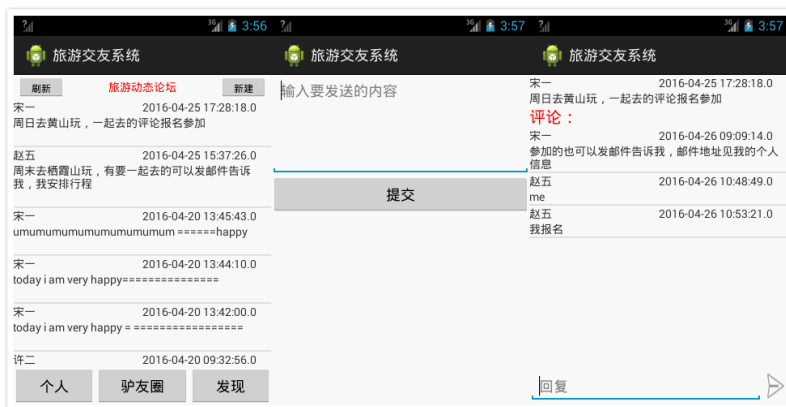 3G 3:56
旅游交友系统
刷新 旅游动态论坛 新建
宋一 2016-04-25 17:28:18.0
周日去黄山玩，一起去的评论报名参加
赵五 2016-04-25 15:37:26.0
周末去栖霞山玩，有要一起去的可以发邮件告诉
我，我安排行程
宋一 2016-04-20 13:45:43.0
umumumumumumumumumum ======happy
宋一 2016-04-20 13:44:10.0
today i am very happy===============
宋一 2016-04-20 13:42:00.0
today i am very happy = =================
许二 2016-04-20 09:32:56.0
个人 驴友圈 发现
3G 3:57
旅游交友系统
输入要发送的内容
提交
3G 3:57
旅游交友系统
宋一 2016-04-25 17:28:18.0
周日去黄山玩，一起去的评论报名参加
评论：
宋一 2016-04-26 09:09:14.0
参加的也可以发邮件告诉我，邮件地址见我的个人
信息
赵五 2016-04-26 10:48:49.0
me
赵五 2016-04-26 10:53:21.0
我报名
回复